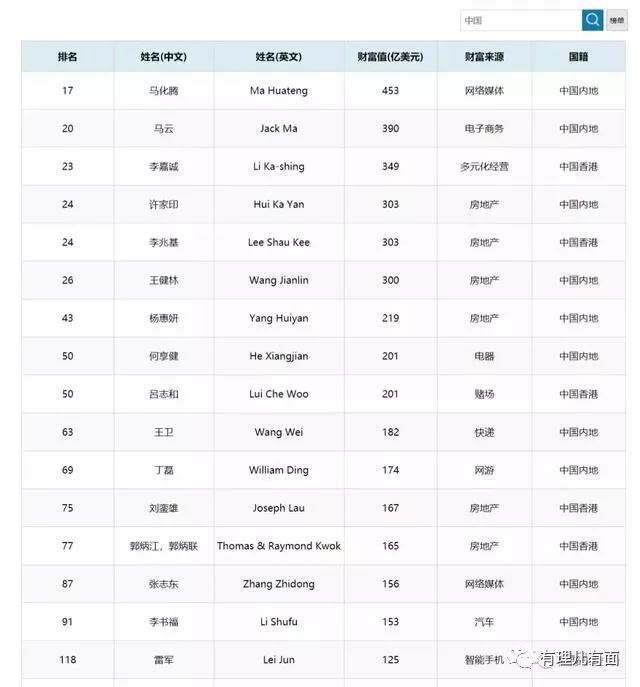 中国 榜单
排名 姓名(中文) 姓名(英文) 财富值(亿美元) 财富来源 国籍
17 马化腾 Ma Huateng 453 网络媒体 中国内地
20 马云 Jack Ma 390 电子商务 中国内地
23 李嘉诚 Li Ka-shing 349 多元化经营 中国香港
24 许家印 Hui Ka Yan 303 房地产 中国内地
24 李兆基 Lee Shau Kee 303 房地产 中国香港
26 王健林 Wang Jianlin 300 房地产 中国内地
43 杨惠妍 Yang Huiyan 219 房地产 中国内地
50 何享健 He Xiangjian 201 电器 中国内地
50 吕志和 Lui Che Woo 201 赌场 中国香港
63 王卫 Wang Wei 182 快递 中国内地
69 丁磊 William Ding 174 网游 中国内地
75 刘銮雄 Joseph Lau 167 房地产 中国香港
77 郭炳江，郭炳联 Thomas & Raymond Kwok 165 房地产 中国香港
87 张志东 Zhang Zhidong 156 网络媒体 中国内地
91 李书福 Li Shufu 153 汽车 中国内地
118 雷军 Lei Jun 125 智能手机
有理儿有面